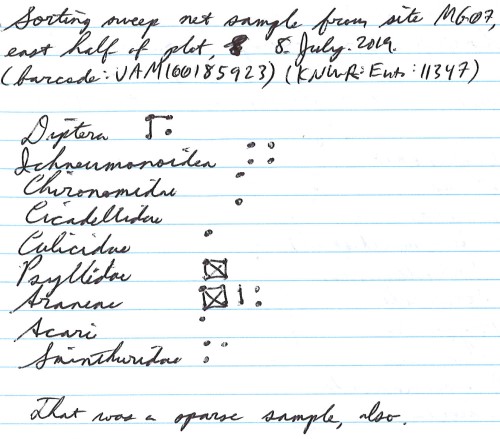 Sorting sweep net sample from site MG07,
east half of plot, 8. July. 2019.
(barcode: UAM100185923) (KNWR:Ento:11347)
Diptera
Ichneumonoidea
Chironomidae
Cicadellidae
Culicidae
Psyllidae
Araneae
Acari
Sminthuridae
That was a sparse sample, also.